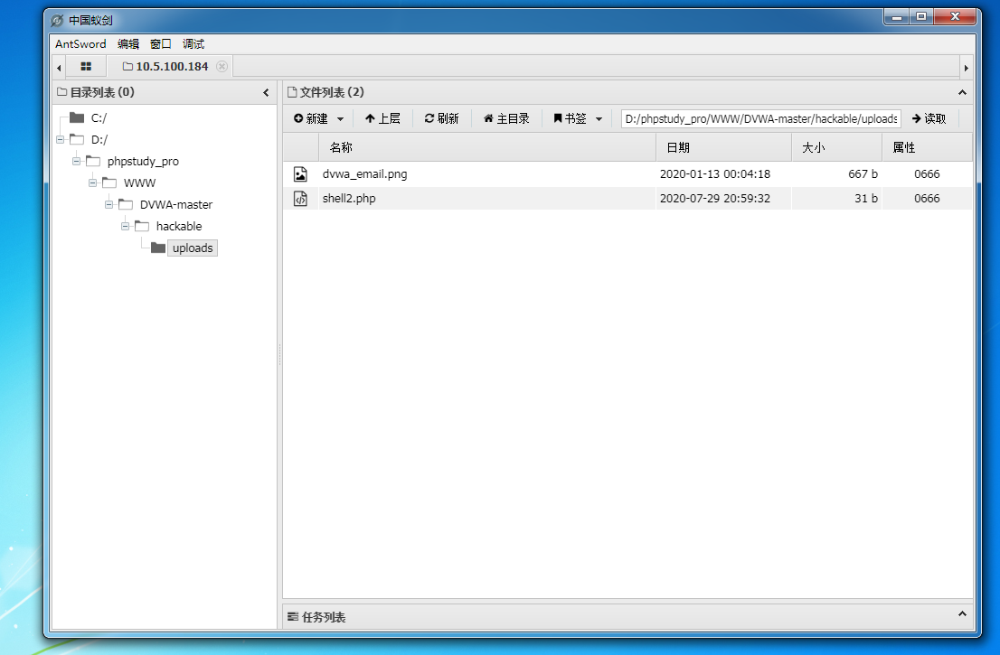 中国蚁剑
AntSword 编辑 窗口 调试
10.5.100.184
目录列表 (0)
C:/
D:/
phpstudy_pro
WWW
DVWA-master
hackable
uploads
文件列表 (2)
新建 上层 刷新 主目录 书签 D:/phpstudy_pro/WWW/DVWA-master/hackable/uploads 读取
名称 日期 大小 属性
dvwa_email.png 2020-01-13 00:04:18 667 b 0666
shell2.php 2020-07-29 20:59:32 31 b 0666
任务列表